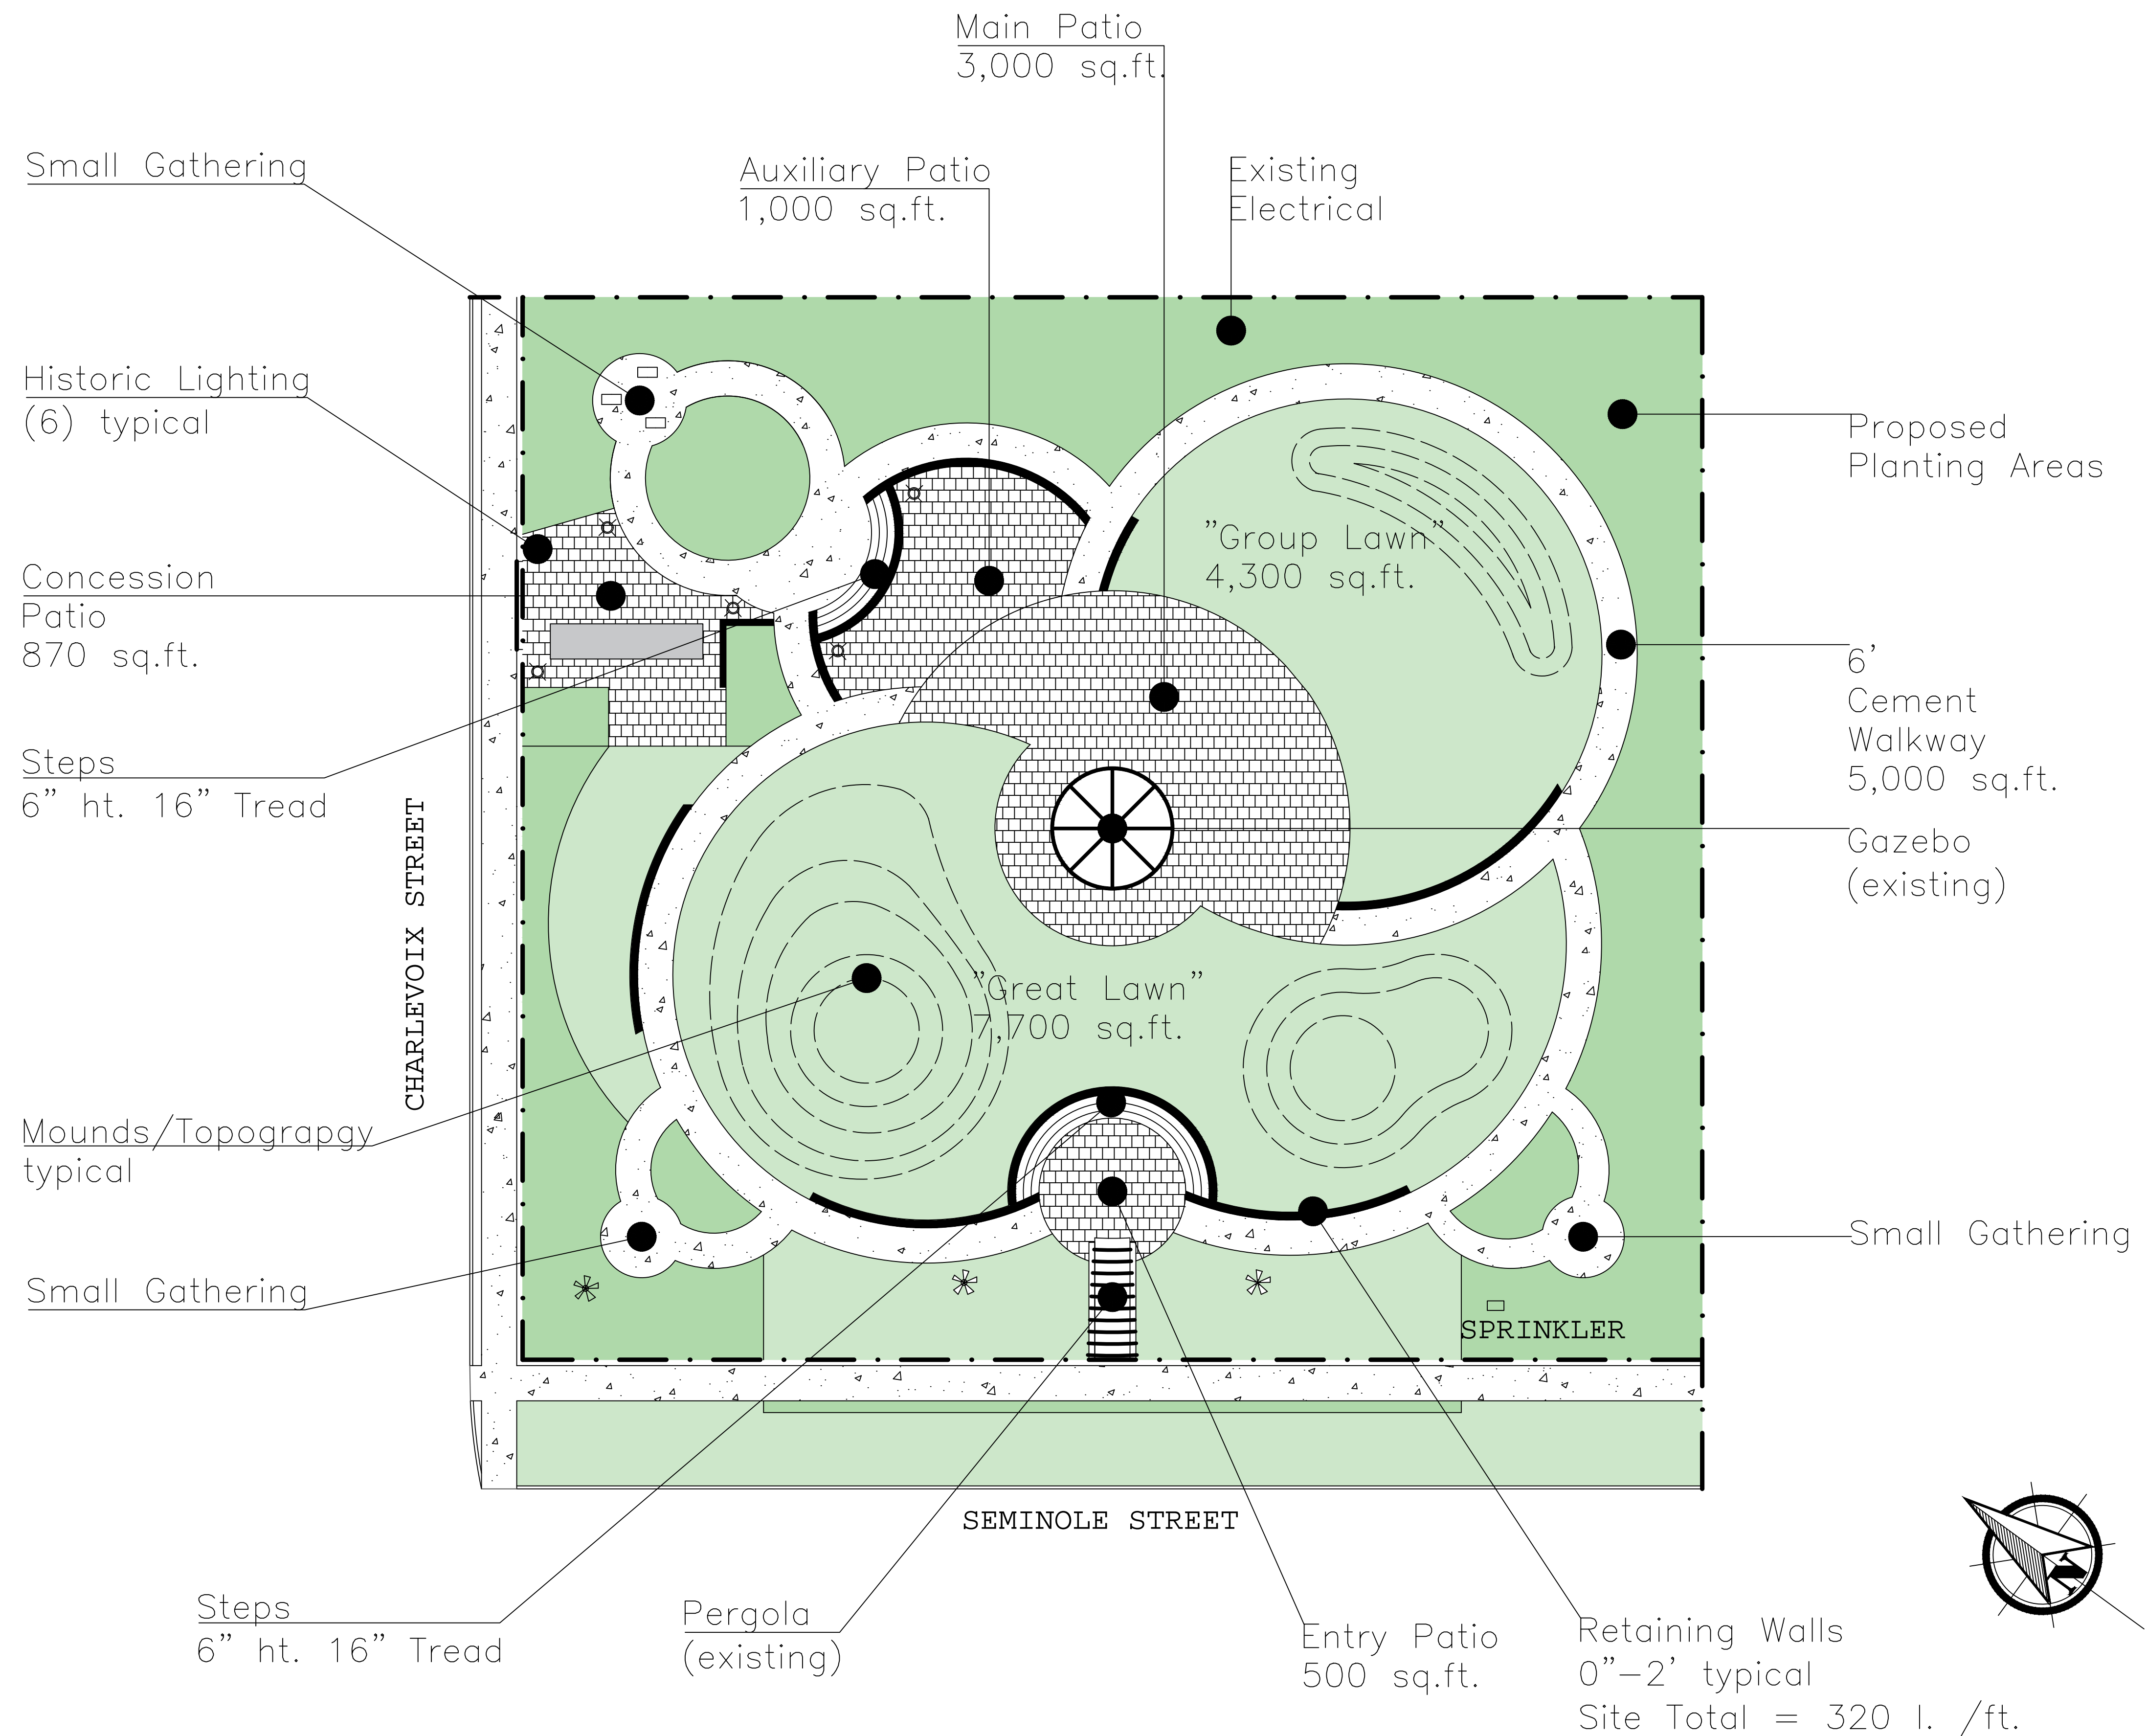 Main Patio
3,000 sq.ft.
Small Gathering
Auxiliary Patio
1,000 sq.ft.
Existing
Electrical
Historic Lighting
(6) typical
Proposed
Planting Areas
"Group Lawn"
4,300 sq.ft.
Concession
Patio
870 sq.ft.
6'
Cement
Walkway
5,000 sq.ft.
Steps
6" ht. 16" Tread
Gazebo
(existing)
CHARLEVOIX STREET
"Great Lawn"
7,700 sq.ft.
Mounds/Topograpgy
typical
Small Gathering
Small Gathering
SPRINKLER
SEMINOLE STREET
N
Steps
6" ht. 16" Tread
Pergola
(existing)
Entry Patio
500 sq.ft.
Retaining Walls
0"-2' typical
Site Total = 320 l. /ft.